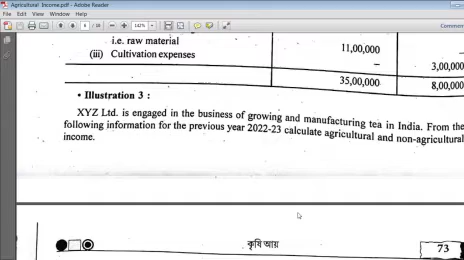 Agricultural Income.pdf - Adobe Reader
File Edit View Window Help
142%
Comment
i.e. raw material 11,00,000 –
(iii) Cultivation expenses – 3,00,000
35,00,000 8,00,000
• Illustration 3 :
XYZ Ltd. is engaged in the business of growing and manufacturing tea in India. From the
following information for the previous year 2022-23 calculate agricultural and non-agricultural
income.
কৃষি আয় 73